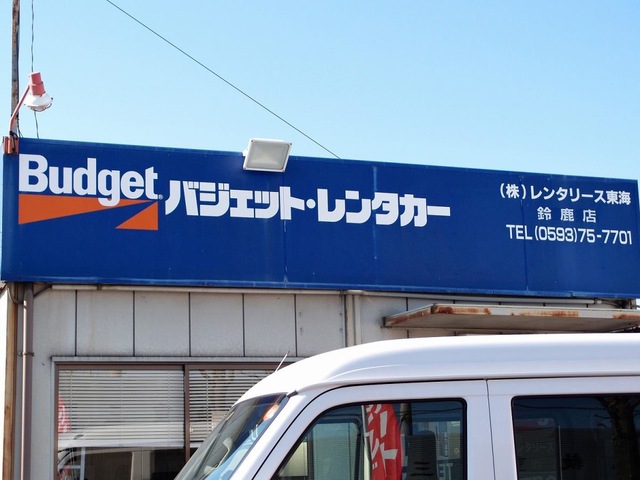 Budget
バジェット・レンタカー
(株)レンタリース東海
鈴鹿店
TEL(0593)75-7701